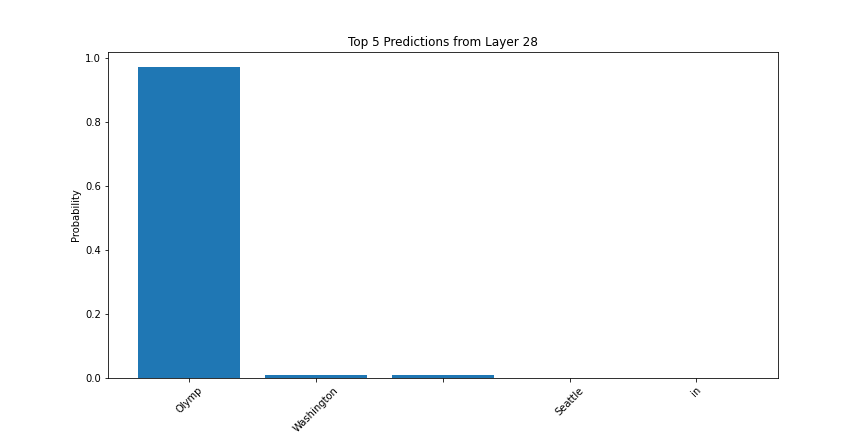 Top 5 Predictions from Layer 28
Probability
1.0
0.8
0.6
0.4
0.2
0.0
Olymp
Washington
Seattle
in